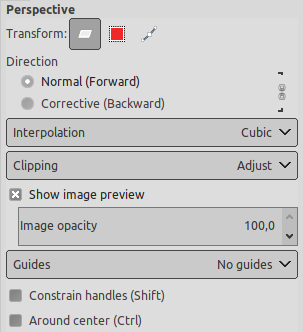 Perspective
Transform:
Direction
Normal (Forward)
Corrective (Backward)
Interpolation Cubic
Clipping Adjust
Show image preview
Image opacity 100,0
Guides No guides
Constrain handles (Shift)
Around center (Ctrl)